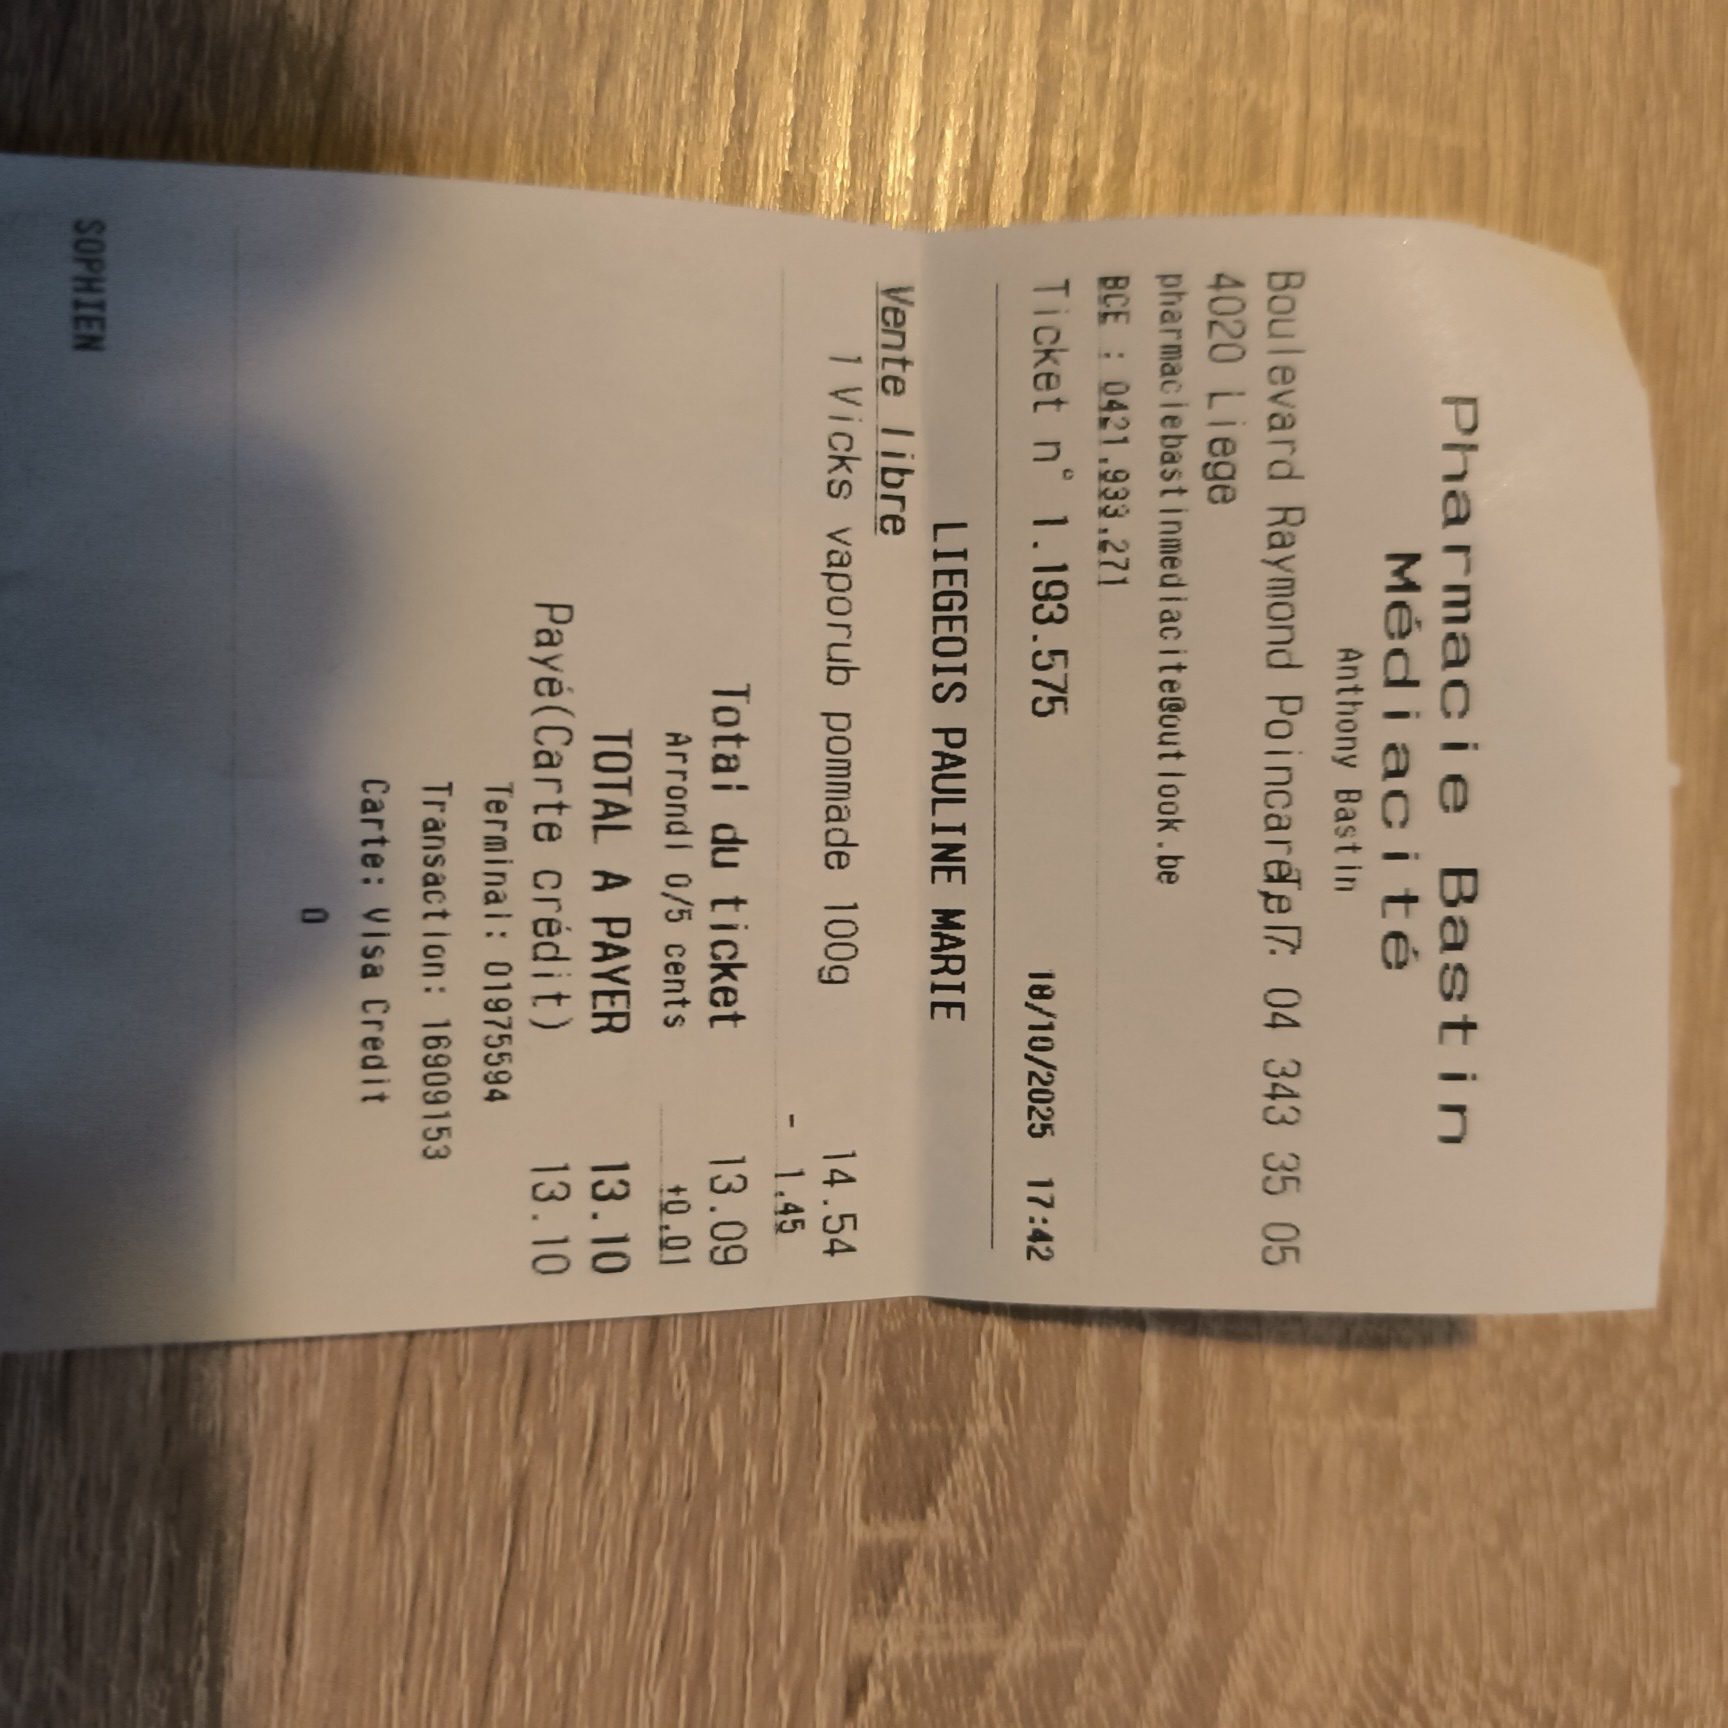 Pharmacie Bastin
Médiacité
Anthony Bastin
Boulevard Raymond Poincaré,7 Tel: 04 343 35 05
4020 Liege
pharmaciebastinmediacite@outlook.be
BCE : 0421.933.271
Ticket n° 1.193.575 18/10/2025 17:42
LIEGEOIS PAULINE MARIE
Vente libre
1 Vicks vaporub pommade 100g 14.54
- 1.45
Total du ticket 13.09
Arrondi 0/5 cents +0.01
TOTAL A PAYER 13.10
Payé(Carte crédit) 13.10
Terminal: 01975594
Transaction: 16909153
Carte: Visa Credit
0
SOPHIEN